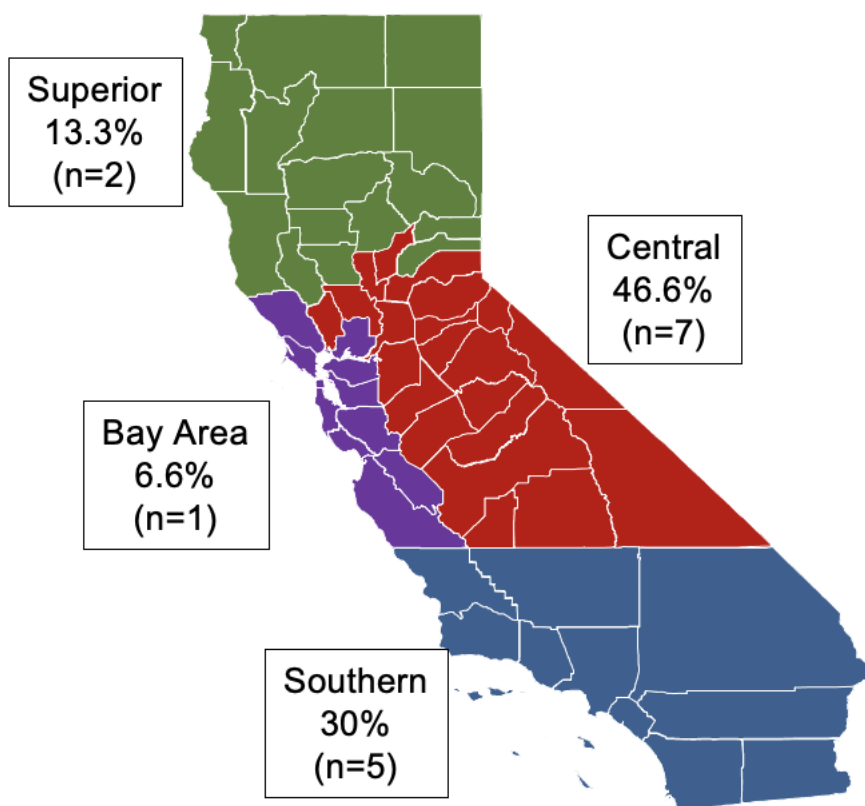 Superior
13.3%
(n=2)
Central
46.6%
(n=7)
Bay Area
6.6%
(n=1)
Southern
30%
(n=5)